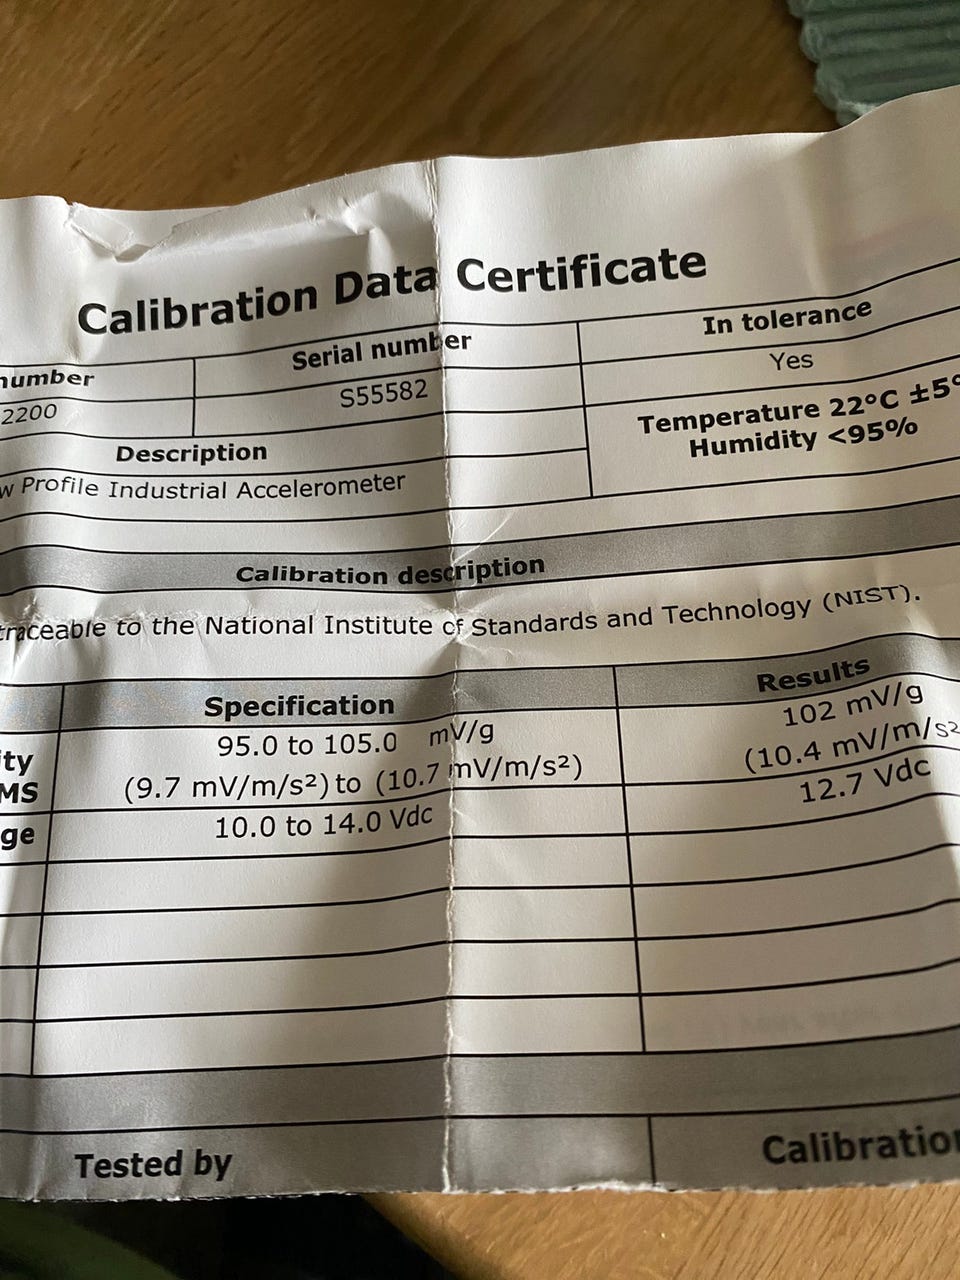 Calibration Data Certificate
number Serial number In tolerance
2200 S55582 Yes
Description Temperature 22°C ±5°
Humidity <95%
w Profile Industrial Accelerometer
Calibration description
traceable to the National Institute of Standards and Technology (NIST).
Specification Results
ity 95.0 to 105.0 mV/g 102 mV/g
MS (9.7 mV/m/s²) to (10.7 mV/m/s²) (10.4 mV/m/s²
ge 10.0 to 14.0 Vdc 12.7 Vdc
Tested by Calibration